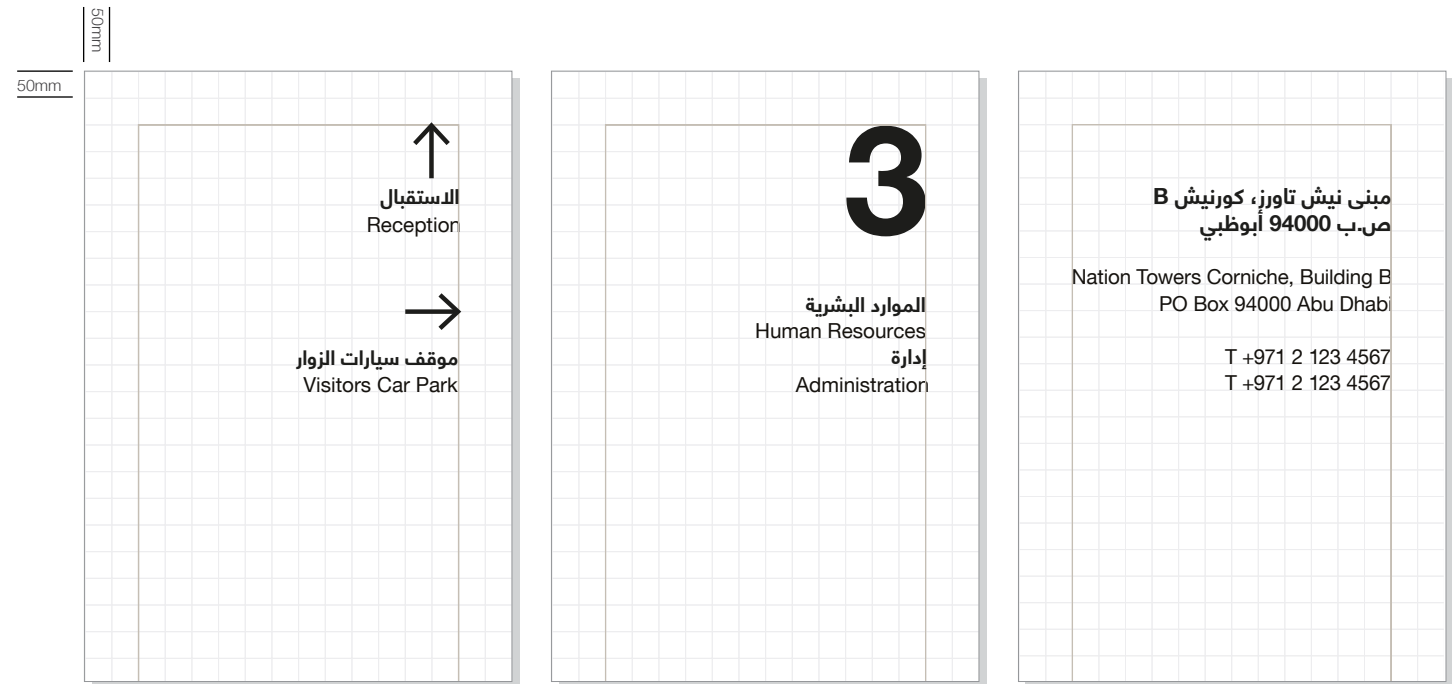 50mm
50mm
الاستقبال
Reception
موقف سيارات الزوار
Visitors Car Park
3
الموارد البشرية
Human Resources
إدارة
Administration
مبنى نيش تاورز، كورنيش B
ص.ب 94000 أبوظبي
Nation Towers Corniche, Building B
PO Box 94000 Abu Dhabi
T +971 2 123 4567
T +971 2 123 4567